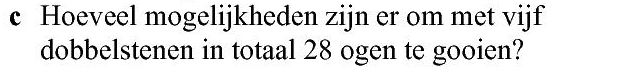 c Hoeveel mogelijkheden zijn er om met vijf
dobbelstenen in totaal 28 ogen te gooien?